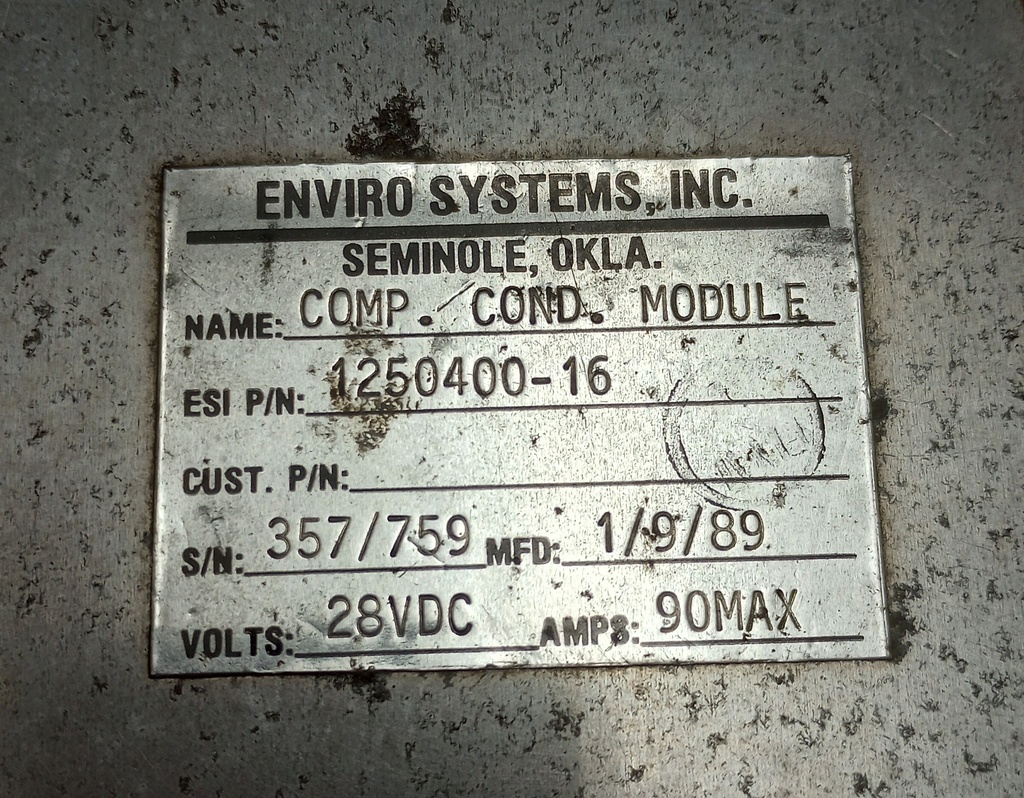 ENVIRO SYSTEMS, INC.
SEMINOLE, OKLA.
NAME: COMP. COND. MODULE
ESI P/N: 1250400-16
CUST. P/N:
S/N: 357/759 MFD: 1/9/89
VOLTS: 28VDC AMPS: 90MAX